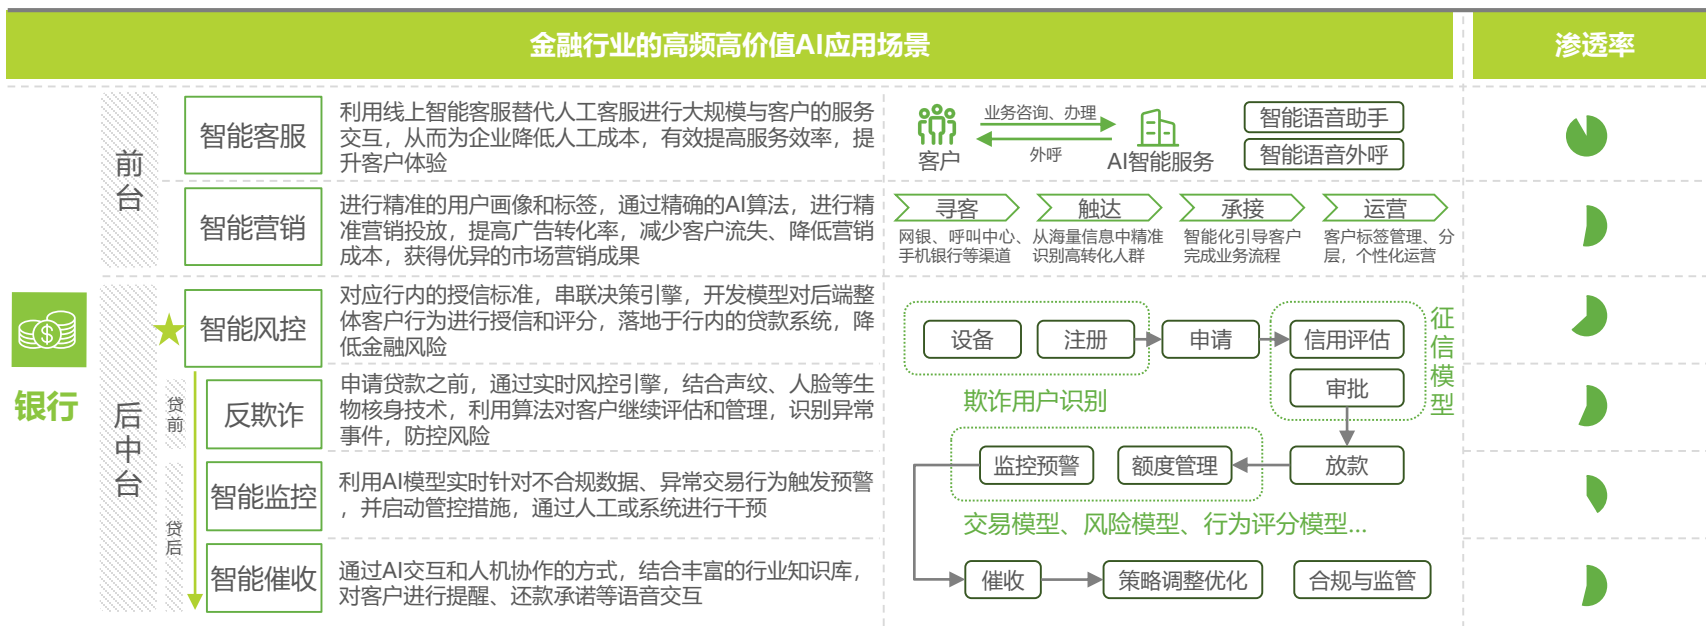 金融行业的高频高价值AI应用场景
渗透率
银行
前台
智能客服
利用线上智能客服替代人工客服进行大规模与客户的服务
交互，从而为企业降低人工成本，有效提高服务效率，提
升客户体验
客户
业务咨询、办理
外呼
AI智能服务
智能语音助手
智能语音外呼
智能营销
进行精准的用户画像和标签，通过精确的AI算法，进行精
准营销投放，提高广告转化率，减少客户流失、降低营销
成本，获得优异的市场营销成果
寻客
触达
承接
运营
网银、呼叫中心、
手机银行等渠道
从海量信息中精准
识别高转化人群
智能化引导客户
完成业务流程
客户标签管理、分
层，个性化运营
后中台
智能风控
对应行内的授信标准，串联决策引擎，开发模型对后端整
体客户行为进行授信和评分，落地于行内的贷款系统，降
低金融风险
贷前
反欺诈
申请贷款之前，通过实时风控引擎，结合声纹、人脸等生
物核身技术，利用算法对客户继续评估和管理，识别异常
事件，防控风险
贷后
智能监控
利用AI模型实时针对不合规数据、异常交易行为触发预警
，并启动管控措施，通过人工或系统进行干预
智能催收
通过AI交互和人机协作的方式，结合丰富的行业知识库，
对客户进行提醒、还款承诺等语音交互
设备
注册
申请
信用评估
审批
征信模型
欺诈用户识别
监控预警
额度管理
放款
交易模型、风险模型、行为评分模型...
催收
策略调整优化
合规与监管